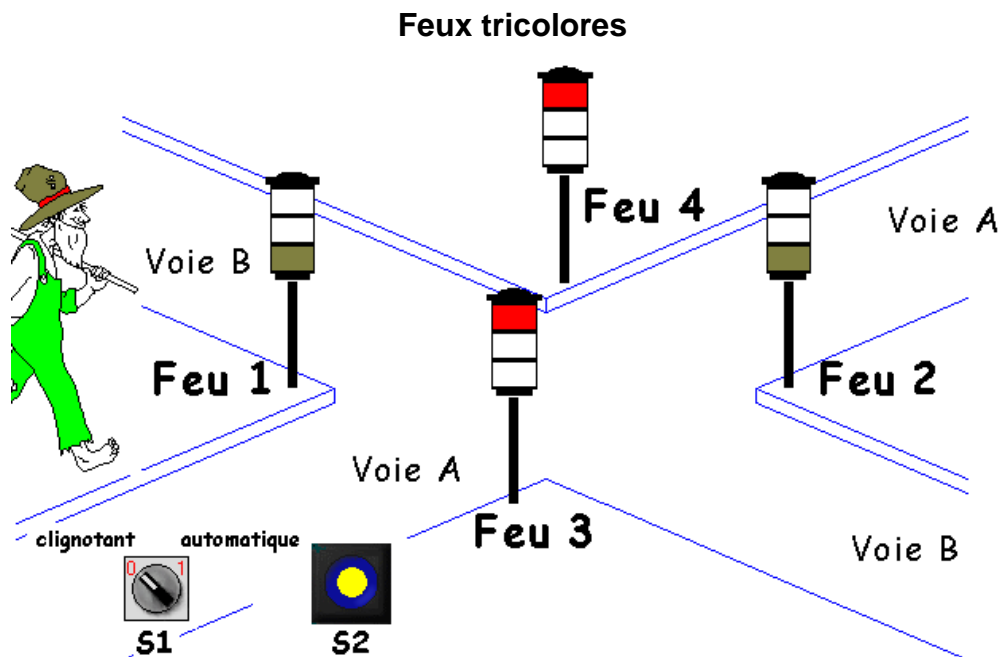 Feux tricolores
Feu 4
Voie A
Voie B
Feu 1
Feu 2
Voie A
Feu 3
clignotant automatique
Voie B
0 1
S1 S2